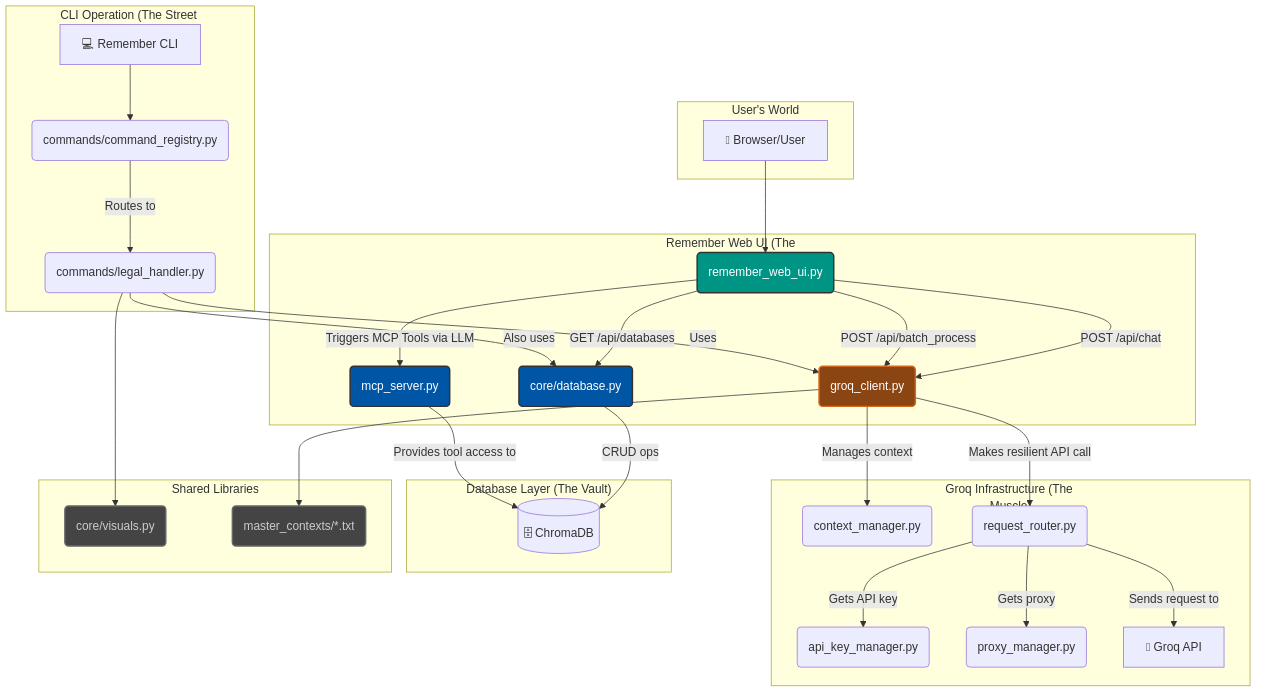 CLI Operation (The Street
💻 Remember CLI
commands/command_registry.py
Routes to
commands/legal_handler.py
User's World
Browser/User
Remember Web UI (The
remember_web_ui.py
Triggers MCP Tools via LLM
Also uses
GET /api/databases
Uses
POST /api/batch_process
POST /api/chat
mcp_server.py
core/database.py
groq_client.py
Provides tool access to
CRUD ops
Manages context
Makes resilient API call
Shared Libraries
core/visuals.py
master_contexts/*.txt
Database Layer (The Vault)
🗄 ChromaDB
Groq Infrastructure (The
Muscle
context_manager.py
request_router.py
Gets API key
Gets proxy
Sends request to
api_key_manager.py
proxy_manager.py
Groq API